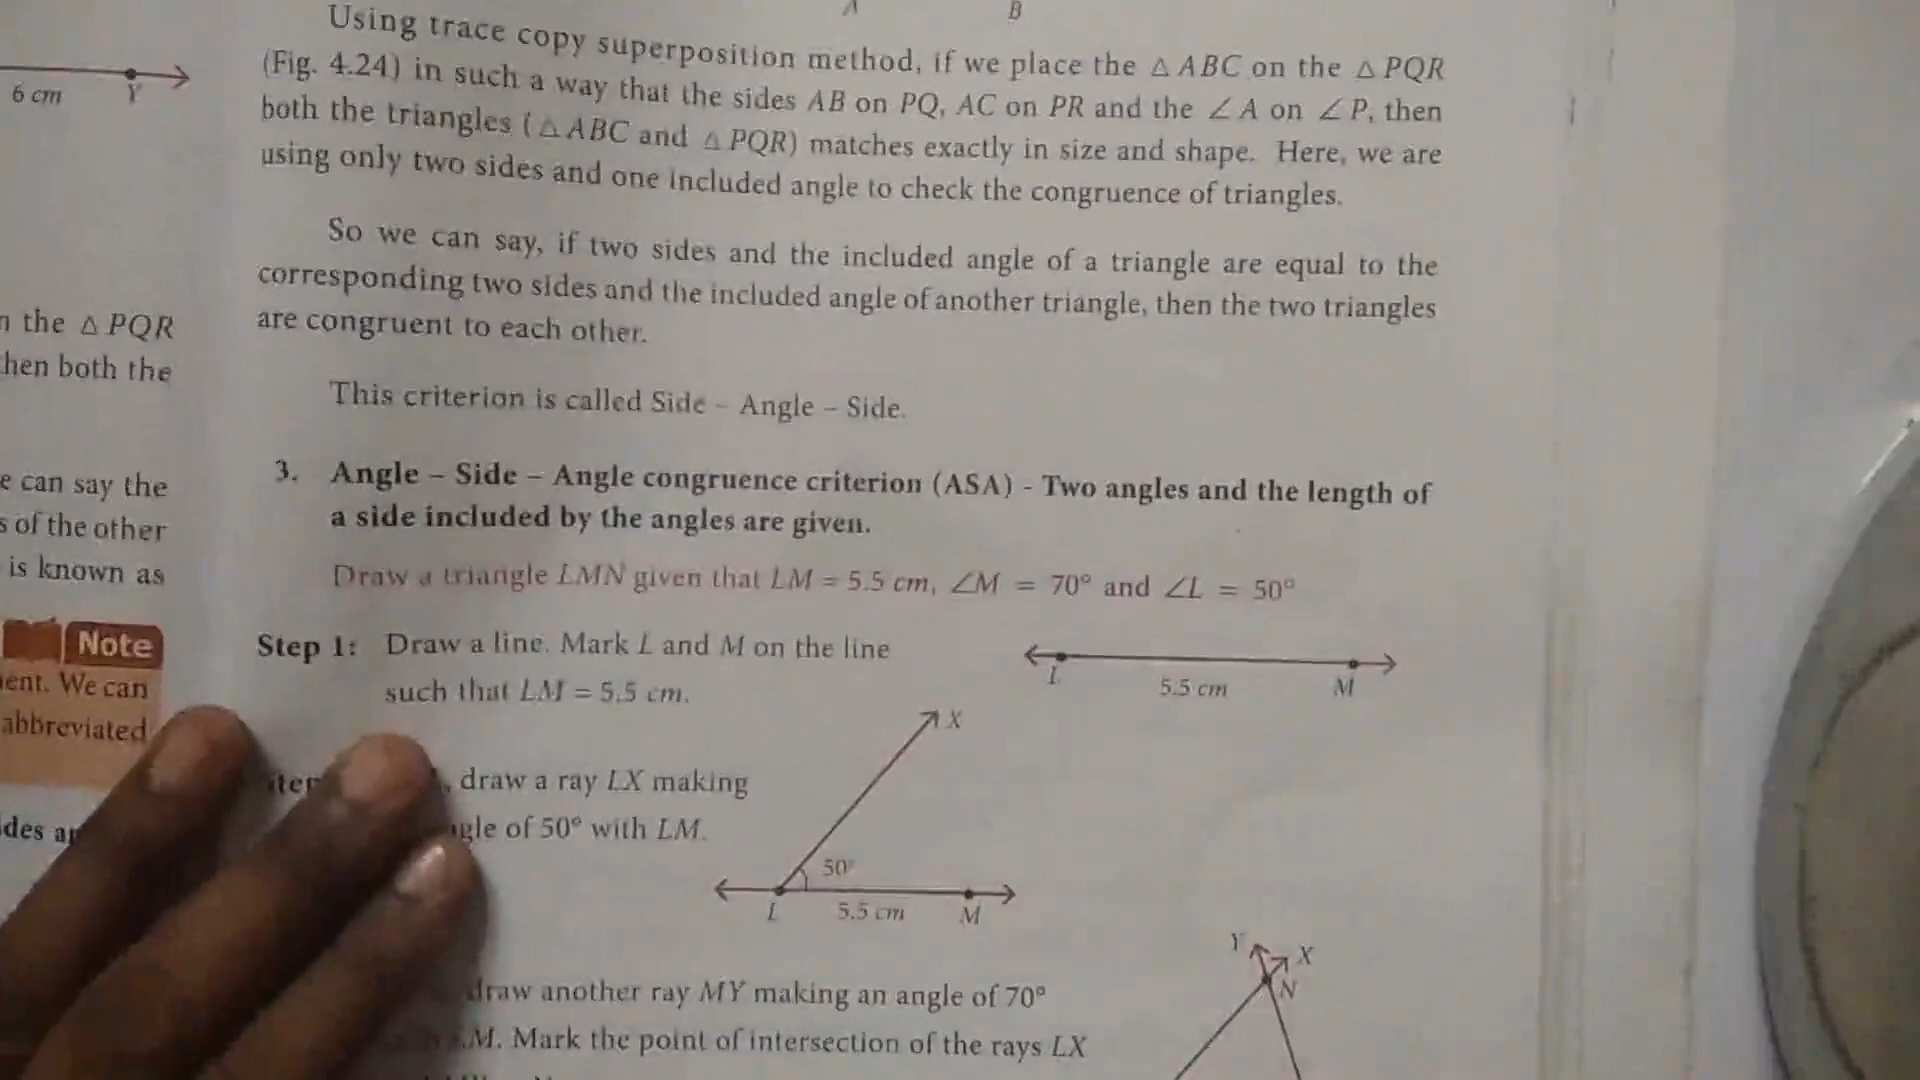 A B
6 cm Y
n the △ PQR
hen both the
e can say the
s of the other
is known as
Note
ent. We can
abbreviated
des
Using trace copy superposition method, if we place the △ ABC on the △ PQR
(Fig. 4.24) in such a way that the sides AB on PQ, AC on PR and the ∠A on ∠P, then
both the triangles (△ ABC and △ PQR) matches exactly in size and shape. Here, we are
using only two sides and one included angle to check the congruence of triangles.
So we can say, if two sides and the included angle of a triangle are equal to the
corresponding two sides and the included angle of another triangle, then the two triangles
are congruent to each other.
This criterion is called Side – Angle – Side.
3. Angle – Side – Angle congruence criterion (ASA) - Two angles and the length of
a side included by the angles are given.
Draw a triangle LMN given that LM = 5.5 cm, ∠M = 70° and ∠L = 50°
Step 1: Draw a line. Mark L and M on the line
such that LM = 5.5 cm.
L 5.5 cm M
draw a ray LX making
gle of 50° with LM.
X
50°
L 5.5 cm M
draw another ray MY making an angle of 70°
M. Mark the point of intersection of the rays LX
Y X
N